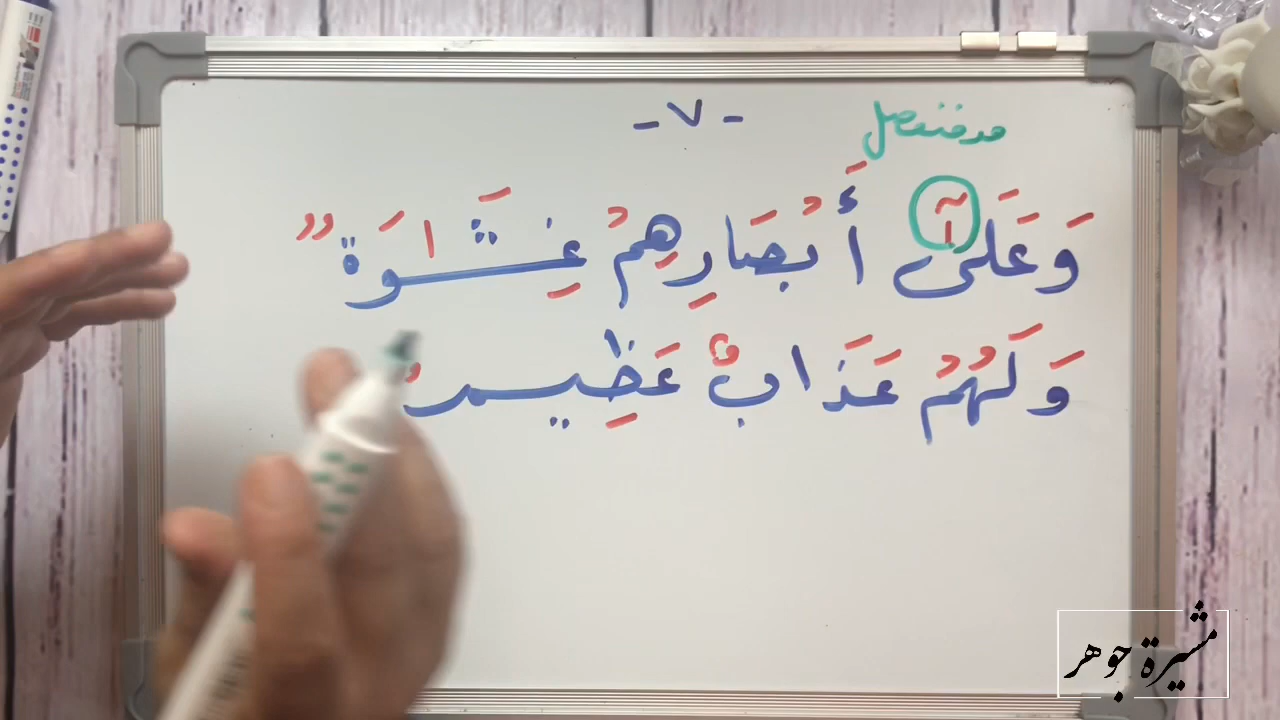 - ٧ -
مد منفصل
وَعَلَىٰٓ أَبْصَارِهِمْ غِشَاوَةٌ
وَلَهُمْ عَذَابٌ عَظِيمٌ
مشيرة جوهر